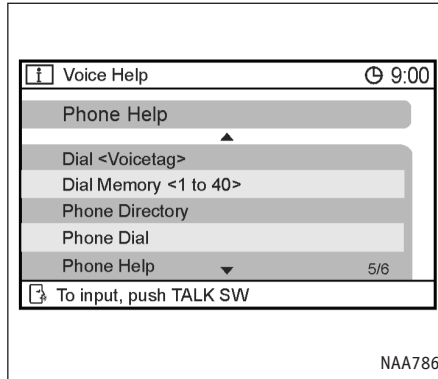 Voice Help 9:00
Phone Help
Dial <Voicetag>
Dial Memory <1 to 40>
Phone Directory
Phone Dial
Phone Help 5/6
To input, push TALK SW
NAA786